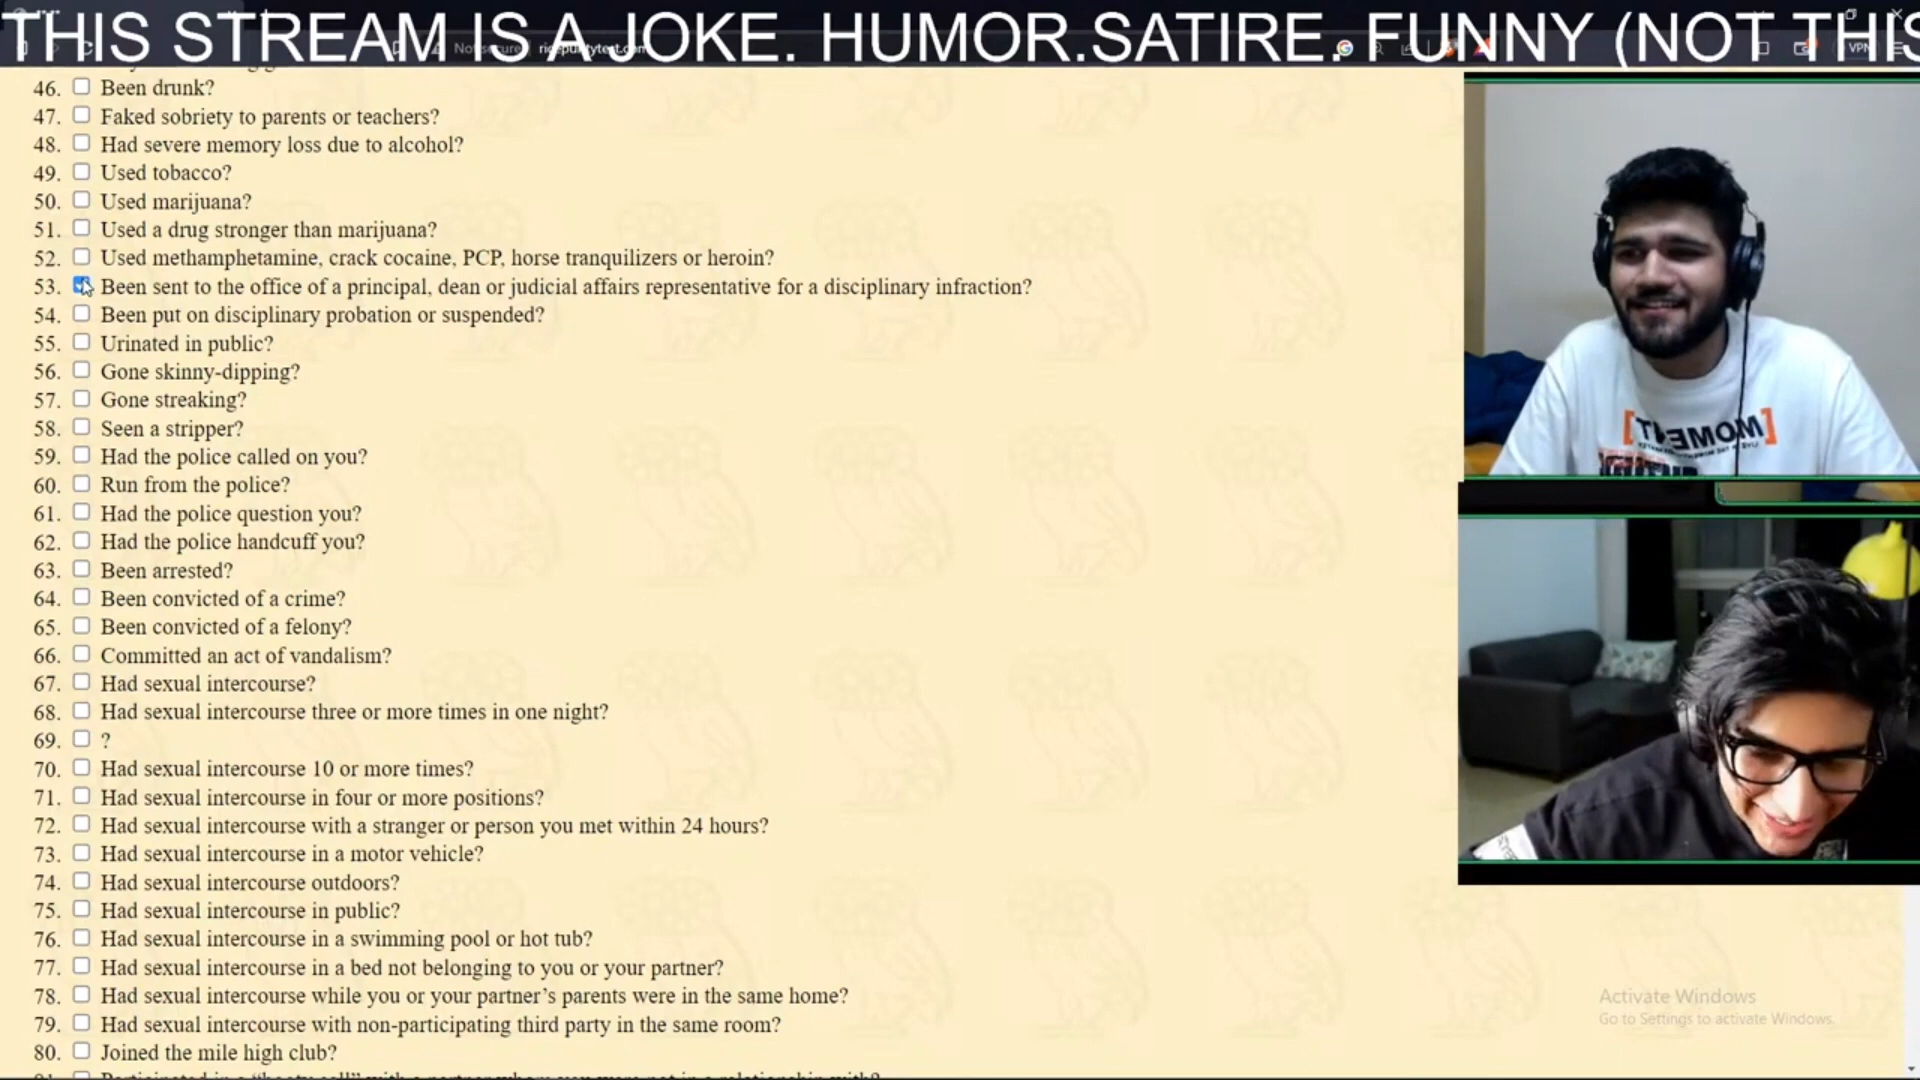 THIS STREAM IS A JOKE. HUMOR.SATIRE. FUNNY (NOT THIS
Not secure
VPN
46. Been drunk?
47. Faked sobriety to parents or teachers?
48. Had severe memory loss due to alcohol?
49. Used tobacco?
50. Used marijuana?
51. Used a drug stronger than marijuana?
52. Used methamphetamine, crack cocaine, PCP, horse tranquilizers or heroin?
53. Been sent to the office of a principal, dean or judicial affairs representative for a disciplinary infraction?
54. Been put on disciplinary probation or suspended?
55. Urinated in public?
56. Gone skinny-dipping?
57. Gone streaking?
58. Seen a stripper?
59. Had the police called on you?
60. Run from the police?
61. Had the police question you?
62. Had the police handcuff you?
63. Been arrested?
64. Been convicted of a crime?
65. Been convicted of a felony?
66. Committed an act of vandalism?
67. Had sexual intercourse?
68. Had sexual intercourse three or more times in one night?
69. ?
70. Had sexual intercourse 10 or more times?
71. Had sexual intercourse in four or more positions?
72. Had sexual intercourse with a stranger or person you met within 24 hours?
73. Had sexual intercourse in a motor vehicle?
74. Had sexual intercourse outdoors?
75. Had sexual intercourse in public?
76. Had sexual intercourse in a swimming pool or hot tub?
77. Had sexual intercourse in a bed not belonging to you or your partner?
78. Had sexual intercourse while you or your partner’s parents were in the same home?
79. Had sexual intercourse with non-participating third party in the same room?
80. Joined the mile high club?
Activate Windows
Go to Settings to activate Windows.